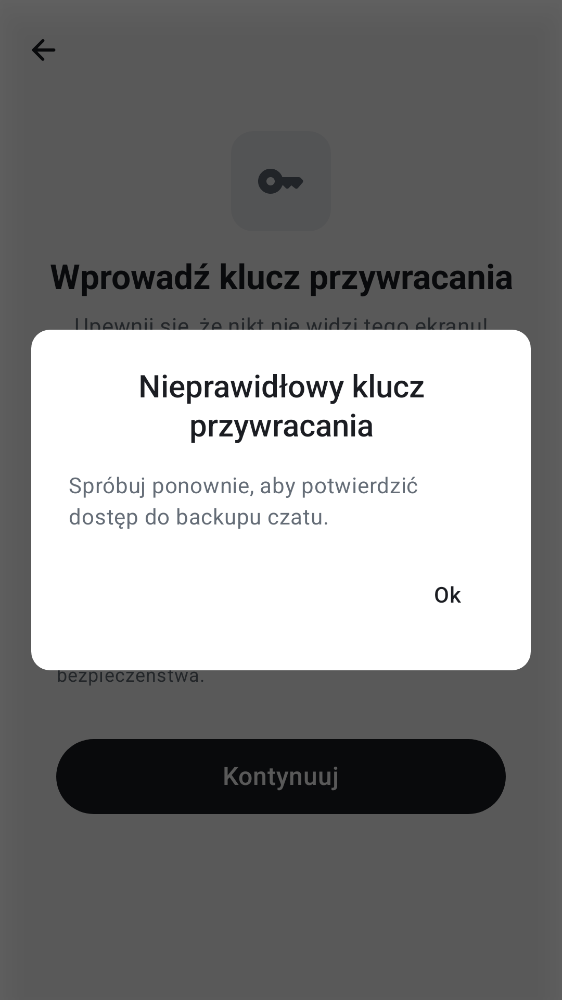 Wprowadź klucz przywracania
Upewnij się, że nikt nie widzi tego ekranu!
Nieprawidłowy klucz
przywracania
Spróbuj ponownie, aby potwierdzić
dostęp do backupu czatu.
Ok
bezpieczeństwa.
Kontynuuj